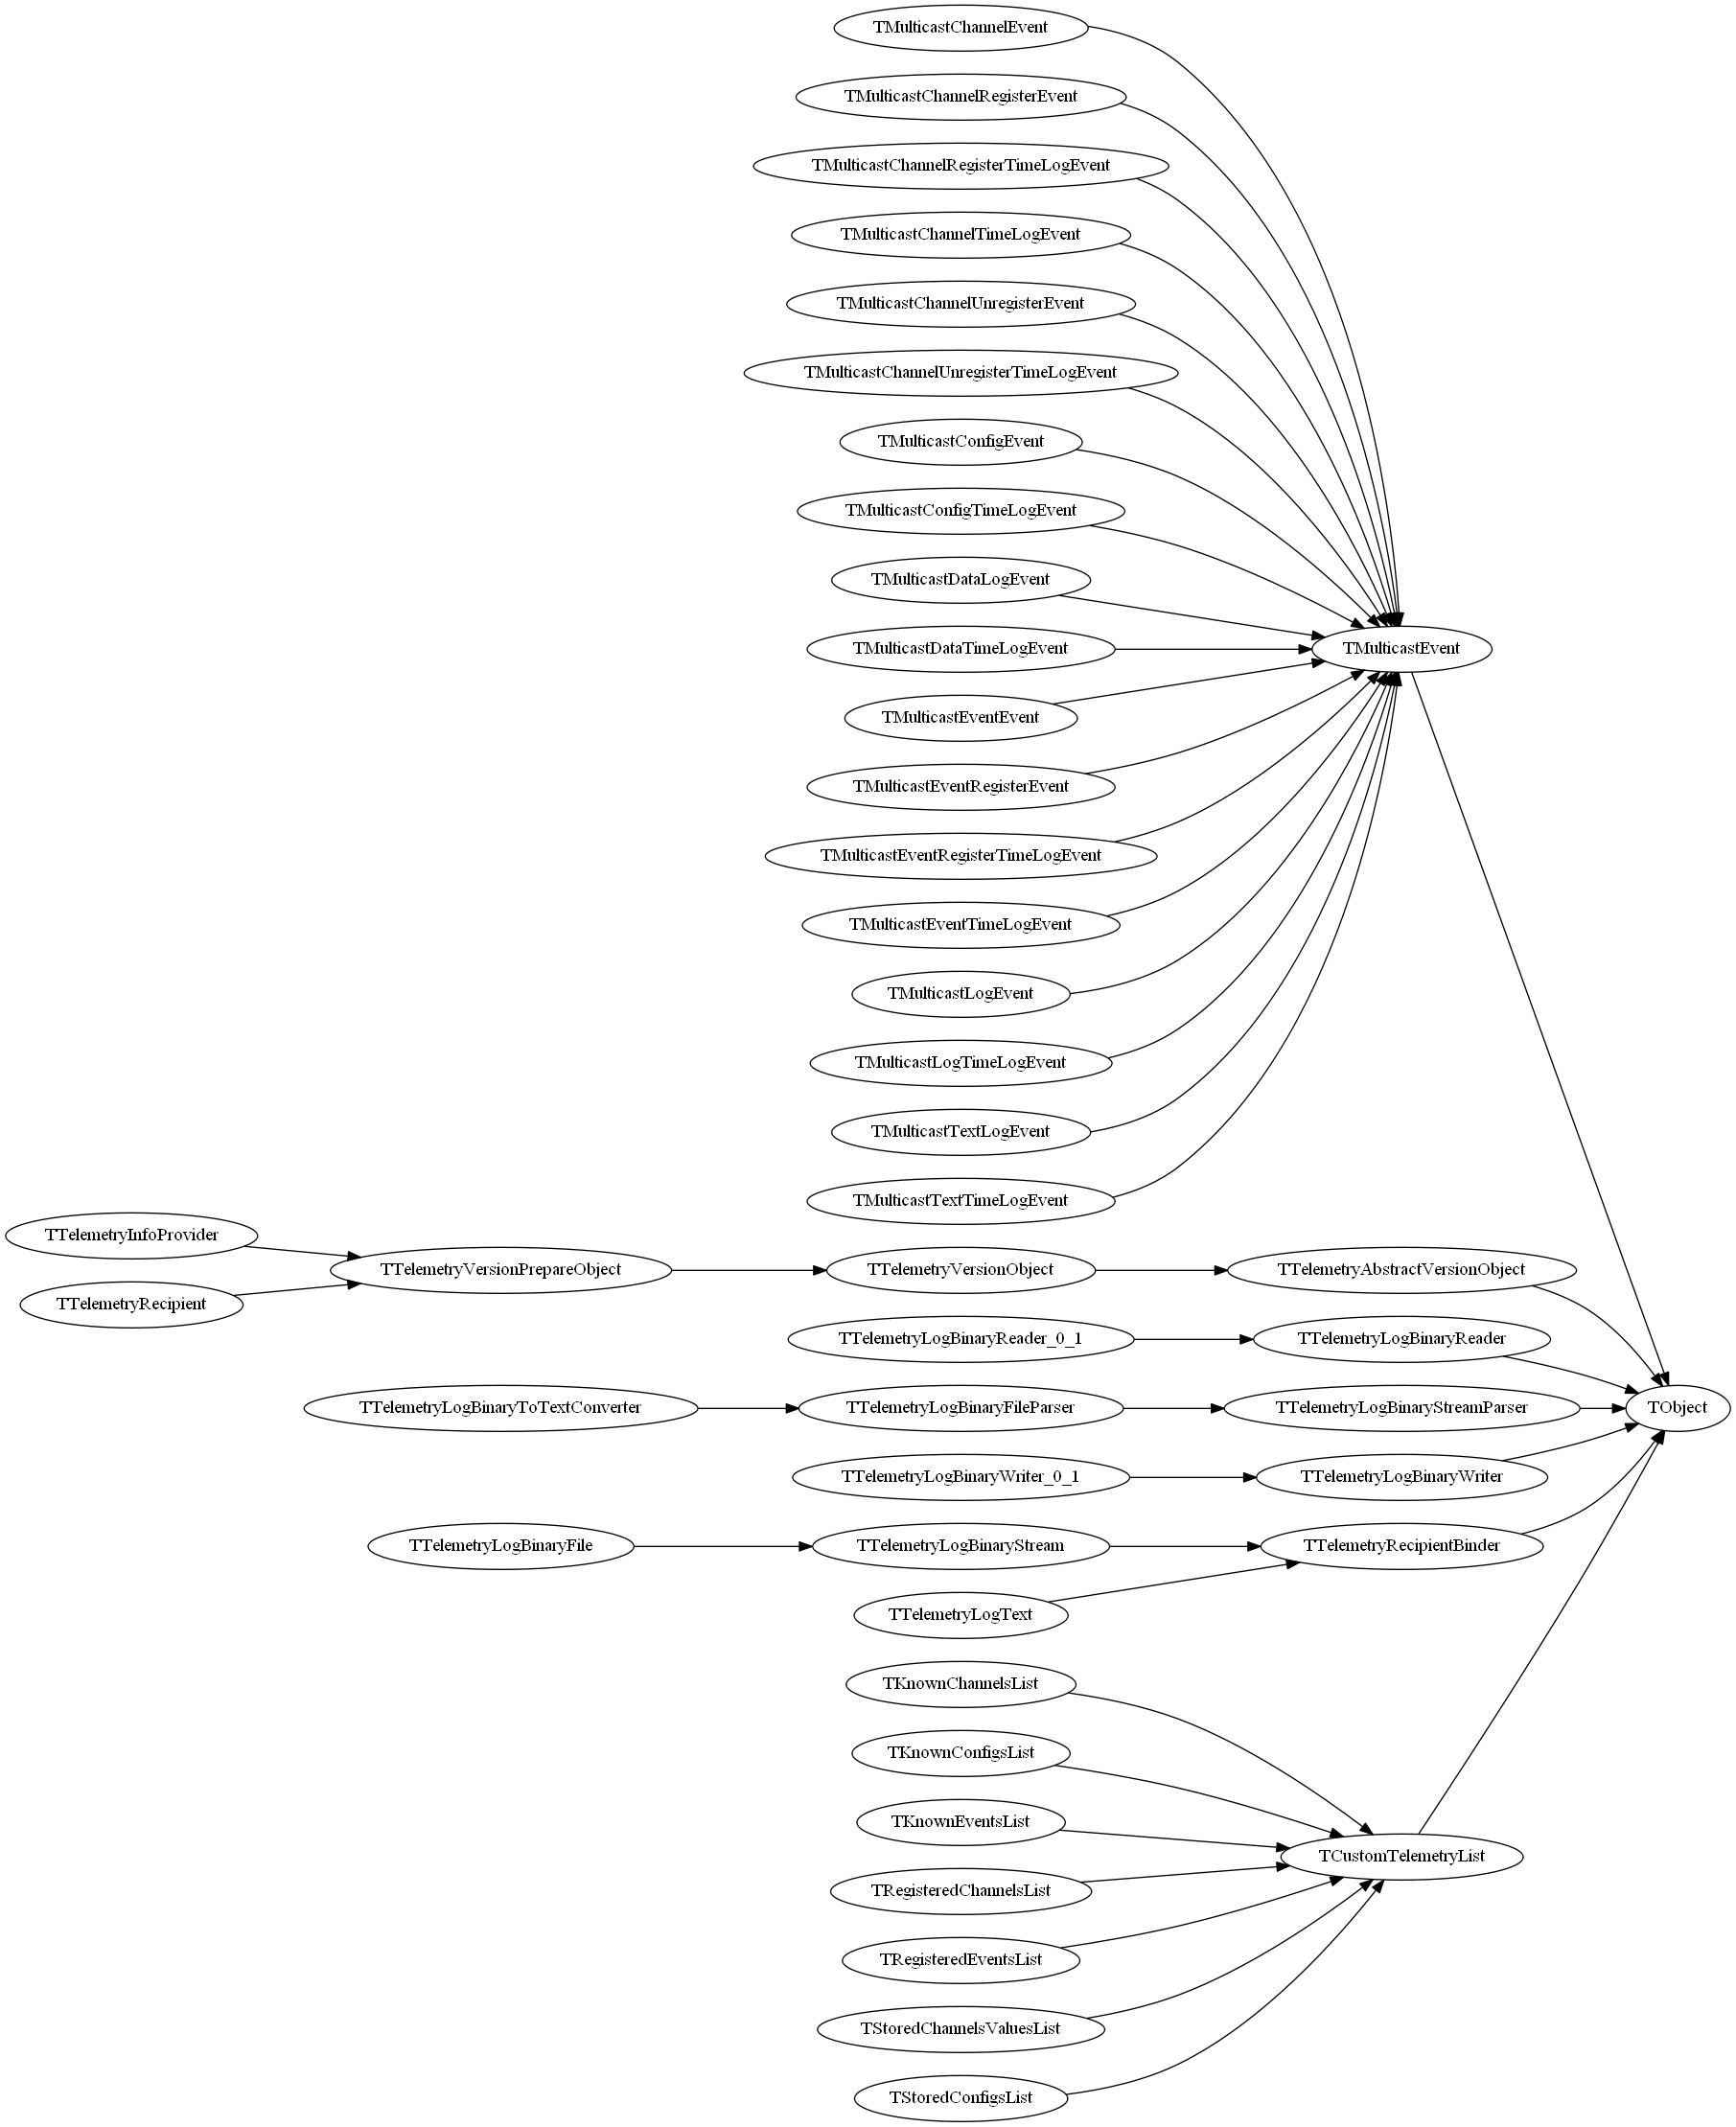 TMulticastChannelEvent
TMulticastChannelRegisterEvent
TMulticastChannelRegisterTimeLogEvent
TMulticastChannelTimeLogEvent
TMulticastChannelUnregisterEvent
TMulticastChannelUnregisterTimeLogEvent
TMulticastConfigEvent
TMulticastConfigTimeLogEvent
TMulticastDataLogEvent
TMulticastDataTimeLogEvent
TMulticastEvent
TMulticastEventEvent
TMulticastEventRegisterEvent
TMulticastEventRegisterTimeLogEvent
TMulticastEventTimeLogEvent
TMulticastLogEvent
TMulticastLogTimeLogEvent
TMulticastTextLogEvent
TMulticastTextTimeLogEvent
TTelemetryInfoProvider
TTelemetryVersionPrepareObject
TTelemetryVersionObject
TTelemetryAbstractVersionObject
TTelemetryRecipient
TTelemetryLogBinaryReader_0_1
TTelemetryLogBinaryReader
TTelemetryLogBinaryToTextConverter
TTelemetryLogBinaryFileParser
TTelemetryLogBinaryStreamParser
TObject
TTelemetryLogBinaryWriter_0_1
TTelemetryLogBinaryWriter
TTelemetryLogBinaryFile
TTelemetryLogBinaryStream
TTelemetryRecipientBinder
TTelemetryLogText
TKnownChannelsList
TKnownConfigsList
TKnownEventsList
TCustomTelemetryList
TRegisteredChannelsList
TRegisteredEventsList
TStoredChannelsValuesList
TStoredConfigsList